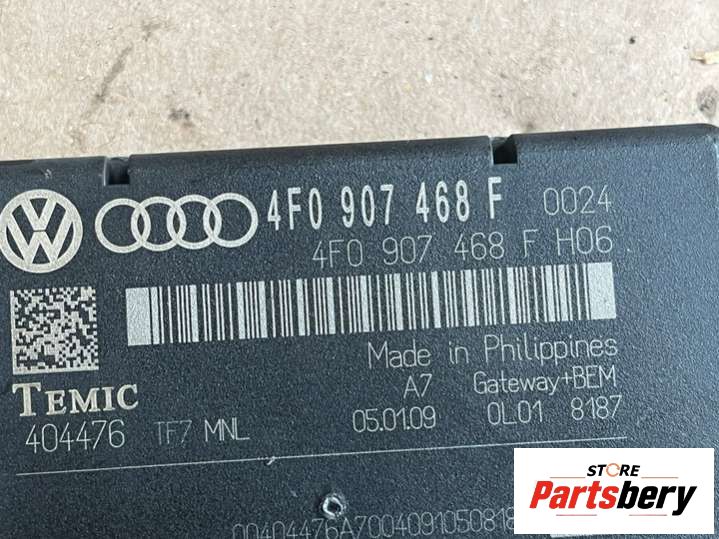 4F0 907 468 F 0024
4F0 907 468 F H06
Made in Philippines
A7 Gateway+BEM
05.01.09 0L01 8187
TEMIC
404476 TF7 MNL
STORE
Partsbery